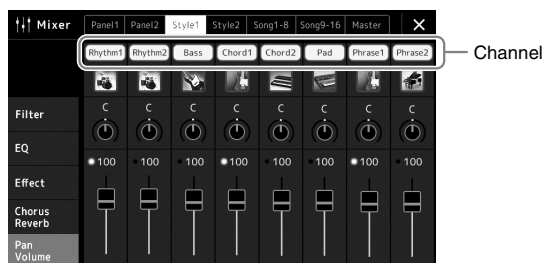 Mixer Panel1 Panel2 Style1 Style2 Song1-8 Song9-16 Master
Rhythm1 Rhythm2 Bass Chord1 Chord2 Pad Phrase1 Phrase2
Channel
C C C C C C C C
Filter
EQ
100 100 100 100 100 100 100 100
Effect
Chorus
Reverb
Pan
Volume